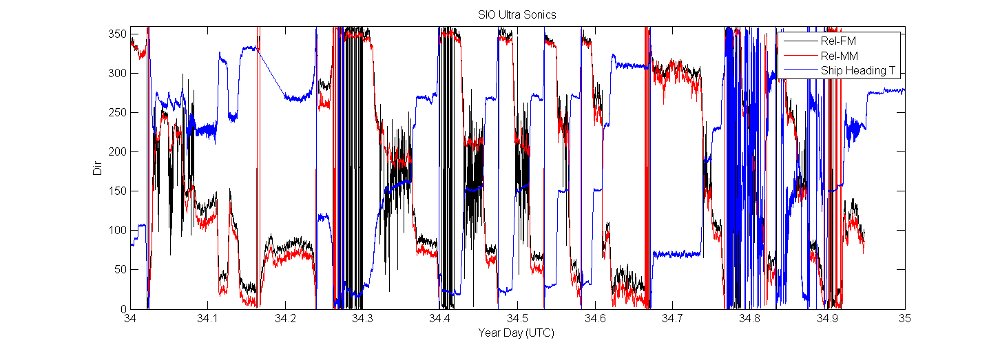 SIO Ultra Sonics
350
300
250
200
150
100
50
0
Dir
Rel-FM
Rel-MM
Ship Heading T
34 34.1 34.2 34.3 34.4 34.5 34.6 34.7 34.8 34.9 35
Year Day (UTC)